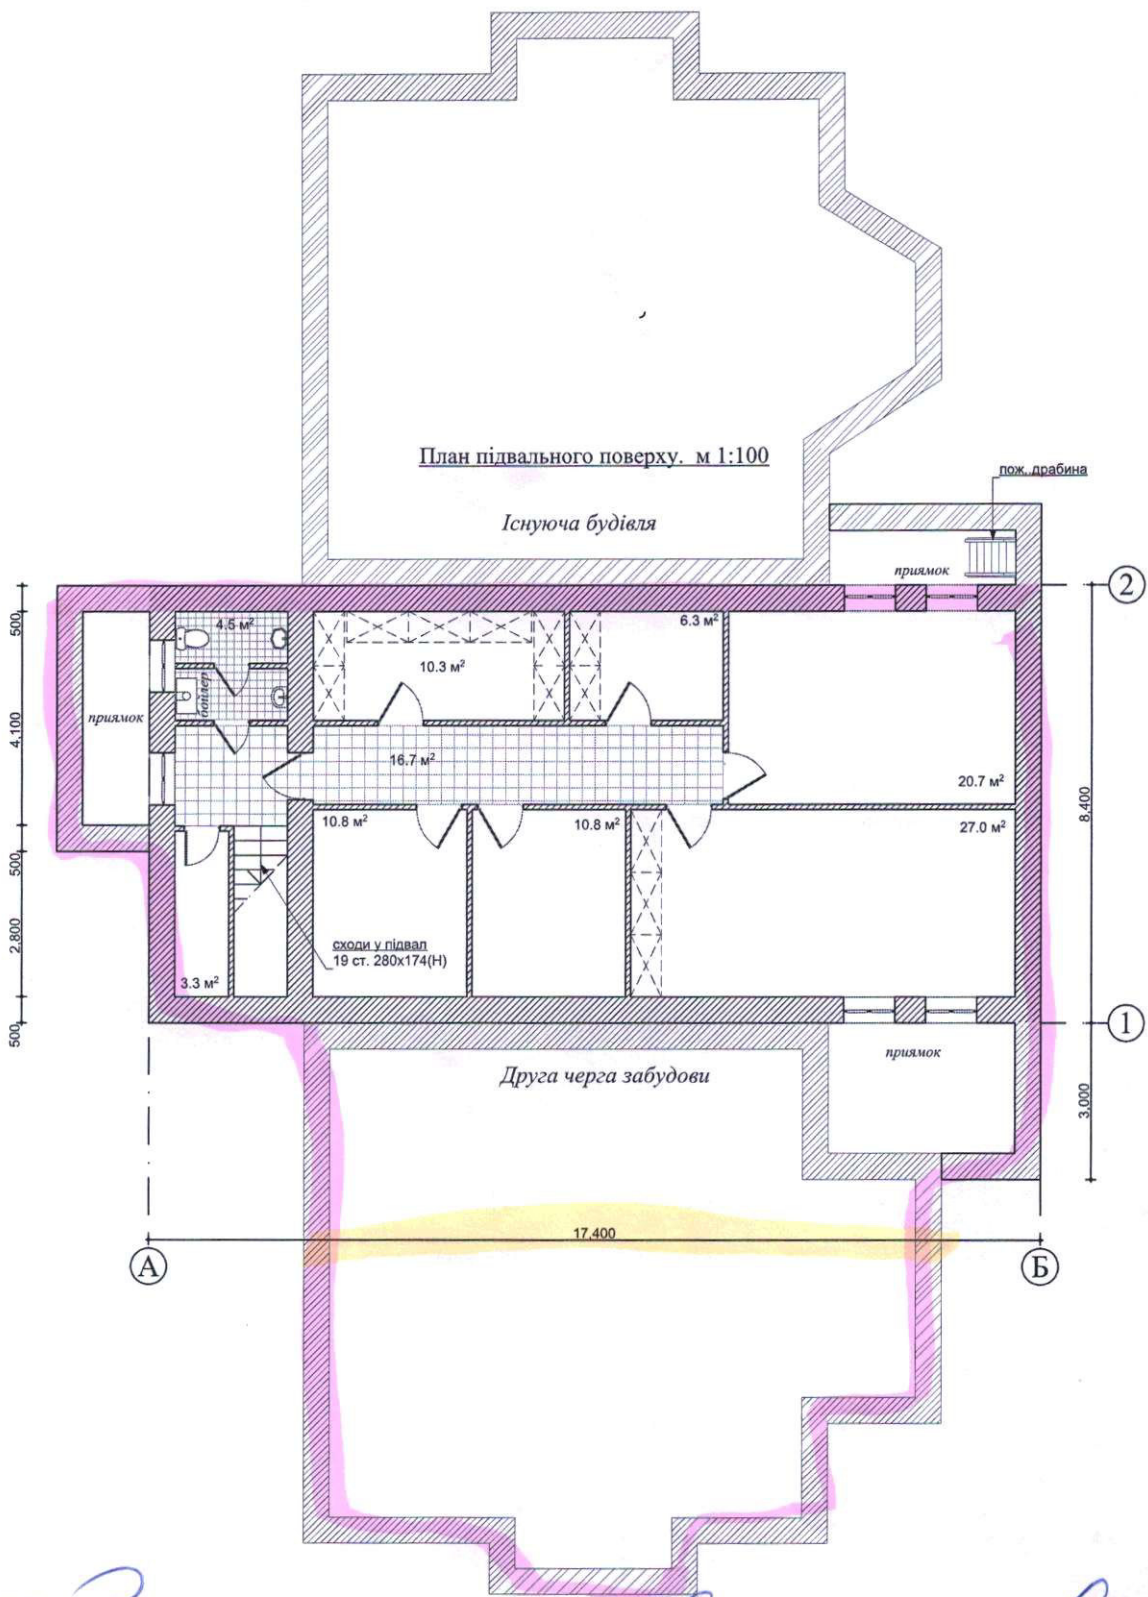 План підвального поверху. м 1:100
Існуюча будівля
пож..драбина
приямок
2
500
4.5 м²
6.3 м²
10.3 м²
бойлер
приямок
4.100
16.7 м²
20.7 м²
8.400
10.8 м²
10.8 м²
27.0 м²
500
2.800
сходи у підвал
19 ст. 280х174(Н)
3.3 м²
500
1
приямок
Друга черга забудови
3.000
17,400
А
Б